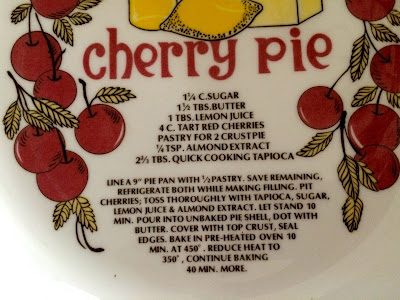 cherry pie
1¼ C. SUGAR
1½ TBS. BUTTER
1 TBS. LEMON JUICE
4 C. TART RED CHERRIES
PASTRY FOR 2 CRUST PIE
¼ TSP. ALMOND EXTRACT
2⅔ TBS. QUICK COOKING TAPIOCA
LINE A 9" PIE PAN WITH ½ PASTRY. SAVE REMAINING,
REFRIGERATE BOTH WHILE MAKING FILLING. PIT
CHERRIES; TOSS THOROUGHLY WITH TAPIOCA, SUGAR,
LEMON JUICE & ALMOND EXTRACT. LET STAND 10
MIN. POUR INTO UNBAKED PIE SHELL, DOT WITH
BUTTER. COVER WITH TOP CRUST, SEAL
EDGES. BAKE IN PRE-HEATED OVEN 10
MIN. AT 450°. REDUCE HEAT TO
350°, CONTINUE BAKING
40 MIN. MORE.